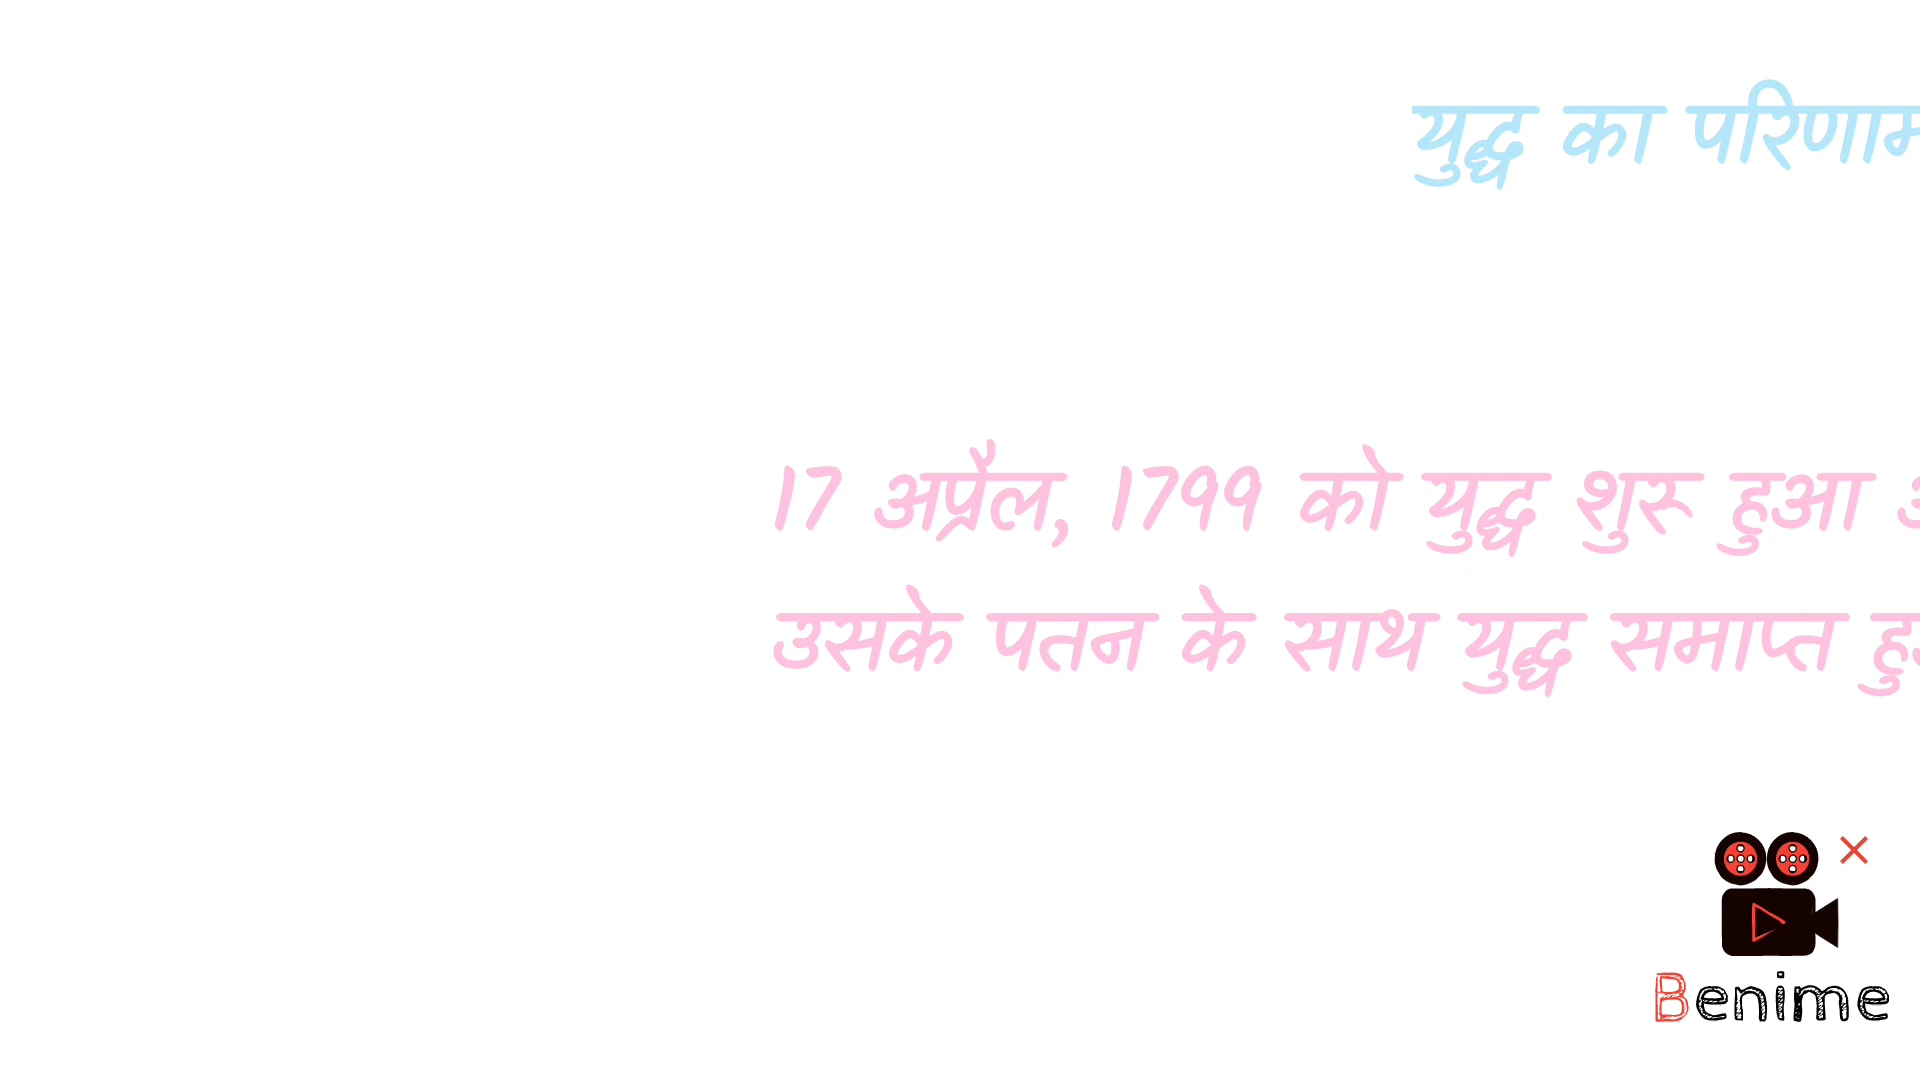 युद्ध का परिणाम
17 अप्रैल, 1799 को युद्ध शुरू हुआ
उसके पतन के साथ युद्ध समाप्त
Benime